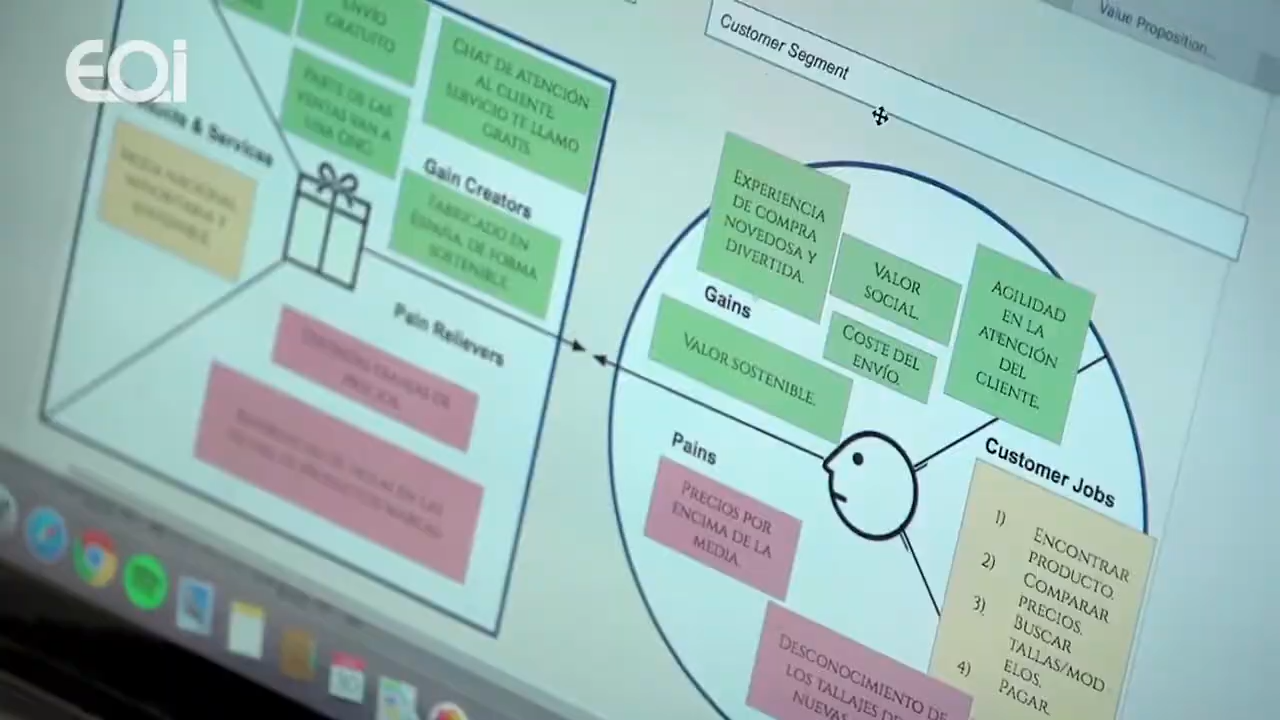 EOi
Value Proposition...
Customer Segment
ENVÍO
GRATUITO
CHAT DE ATENCIÓN
AL CLIENTE
SERVICIO TE LLAMO
GRATIS.
PARTE DE LAS
VENTAS VAN A
UNA ONG
& Services
Gain Creators
FABRICADO EN
ESPAÑA, DE FORMA
SOSTENIBLE
Pain Relievers
PRECIOS.
EXPERIENCIA
DE COMPRA
NOVEDOSA Y
DIVERTIDA.
VALOR
SOCIAL.
AGILIDAD
EN LA
ATENCIÓN
DEL
CLIENTE.
Gains
COSTE DEL
ENVÍO.
VALOR SOSTENIBLE.
Pains
PRECIOS POR
ENCIMA DE LA
MEDIA.
Customer Jobs
1) ENCONTRAR
PRODUCTO.
2) COMPARAR
PRECIOS.
3) BUSCAR
TALLAS/MOD
ELOS.
4) PAGAR.
DESCONOCIMIENTO DE
LOS TALLAJES DE
NUEVAS